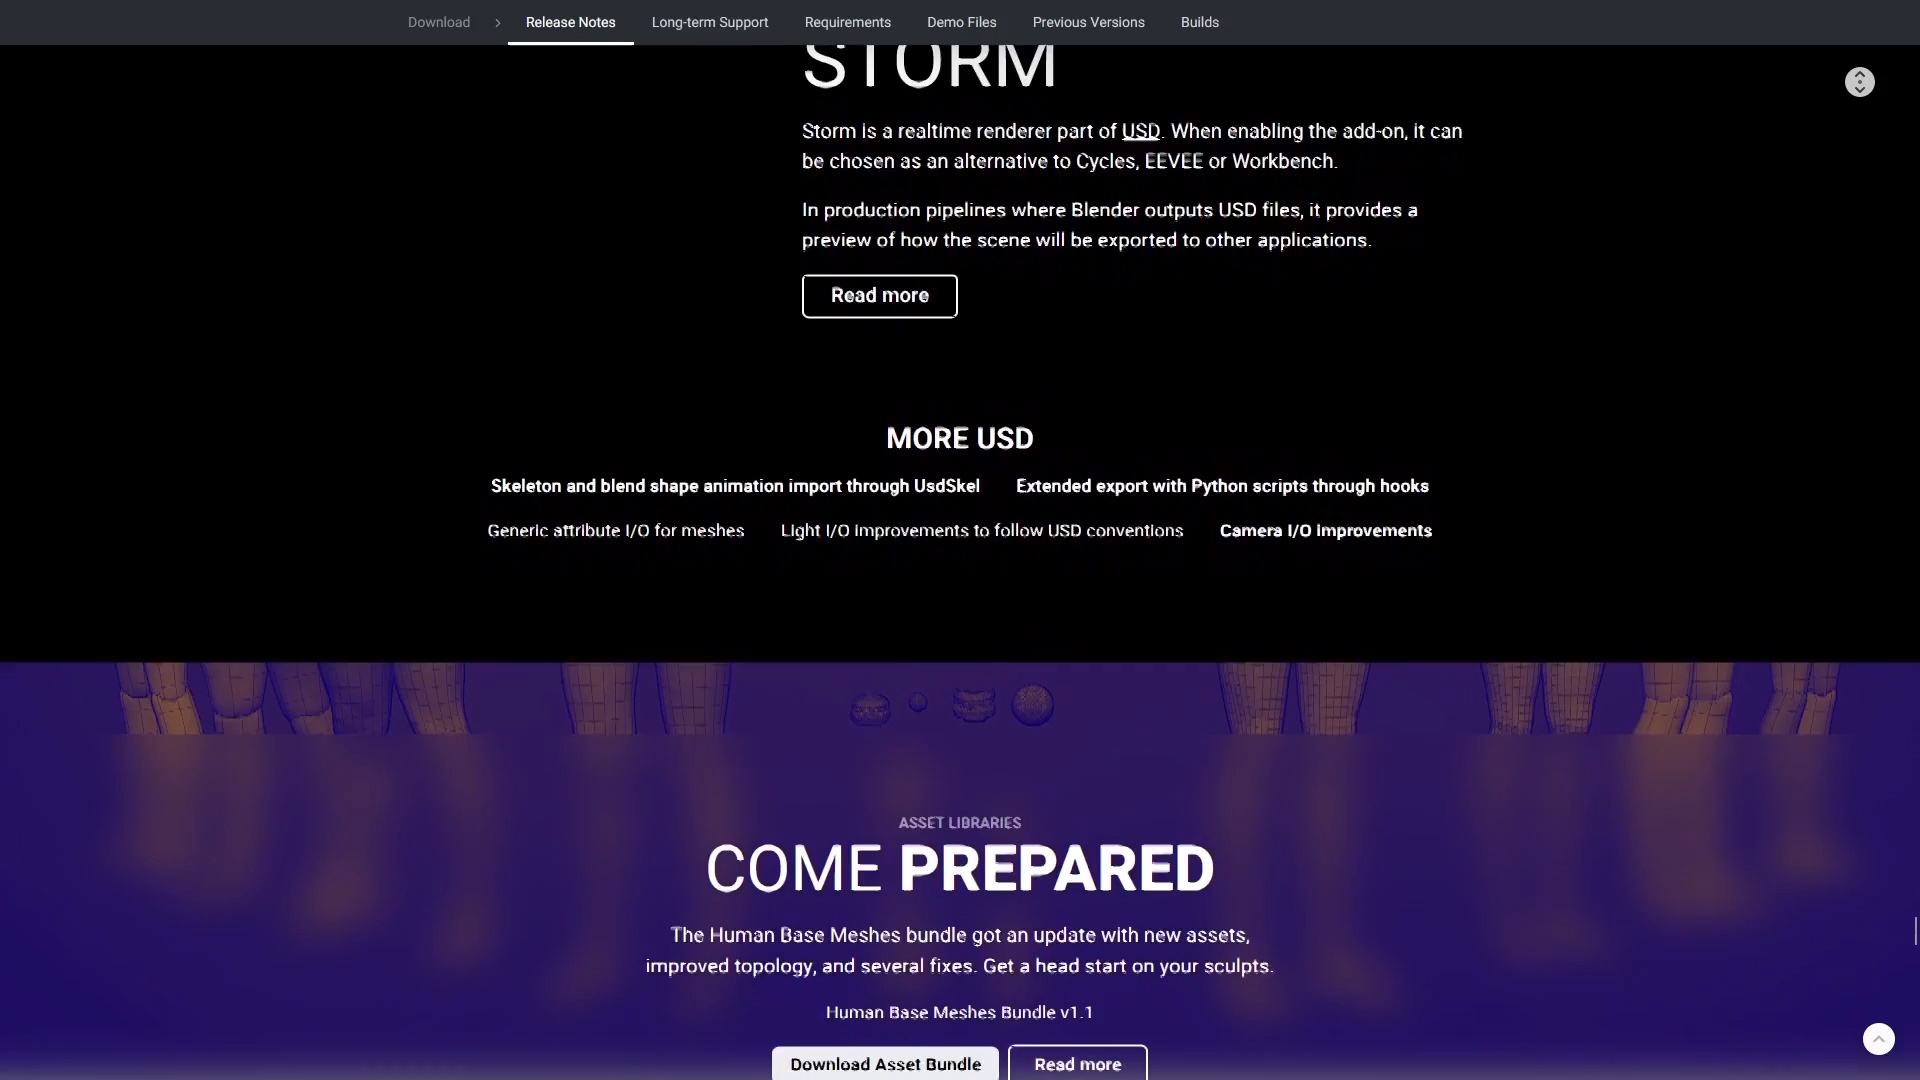 Download > Release Notes Long-term Support Requirements Demo Files Previous Versions Builds
STORM
Storm is a realtime renderer part of USD. When enabling the add-on, it can
be chosen as an alternative to Cycles, EEVEE or Workbench.
In production pipelines where Blender outputs USD files, it provides a
preview of how the scene will be exported to other applications.
Read more
MORE USD
Skeleton and blend shape animation import through UsdSkel Extended export with Python scripts through hooks
Generic attribute I/O for meshes Light I/O improvements to follow USD conventions Camera I/O improvements
ASSET LIBRARIES
COME PREPARED
The Human Base Meshes bundle got an update with new assets,
improved topology, and several fixes. Get a head start on your sculpts.
Human Base Meshes Bundle v1.1
Download Asset Bundle Read more